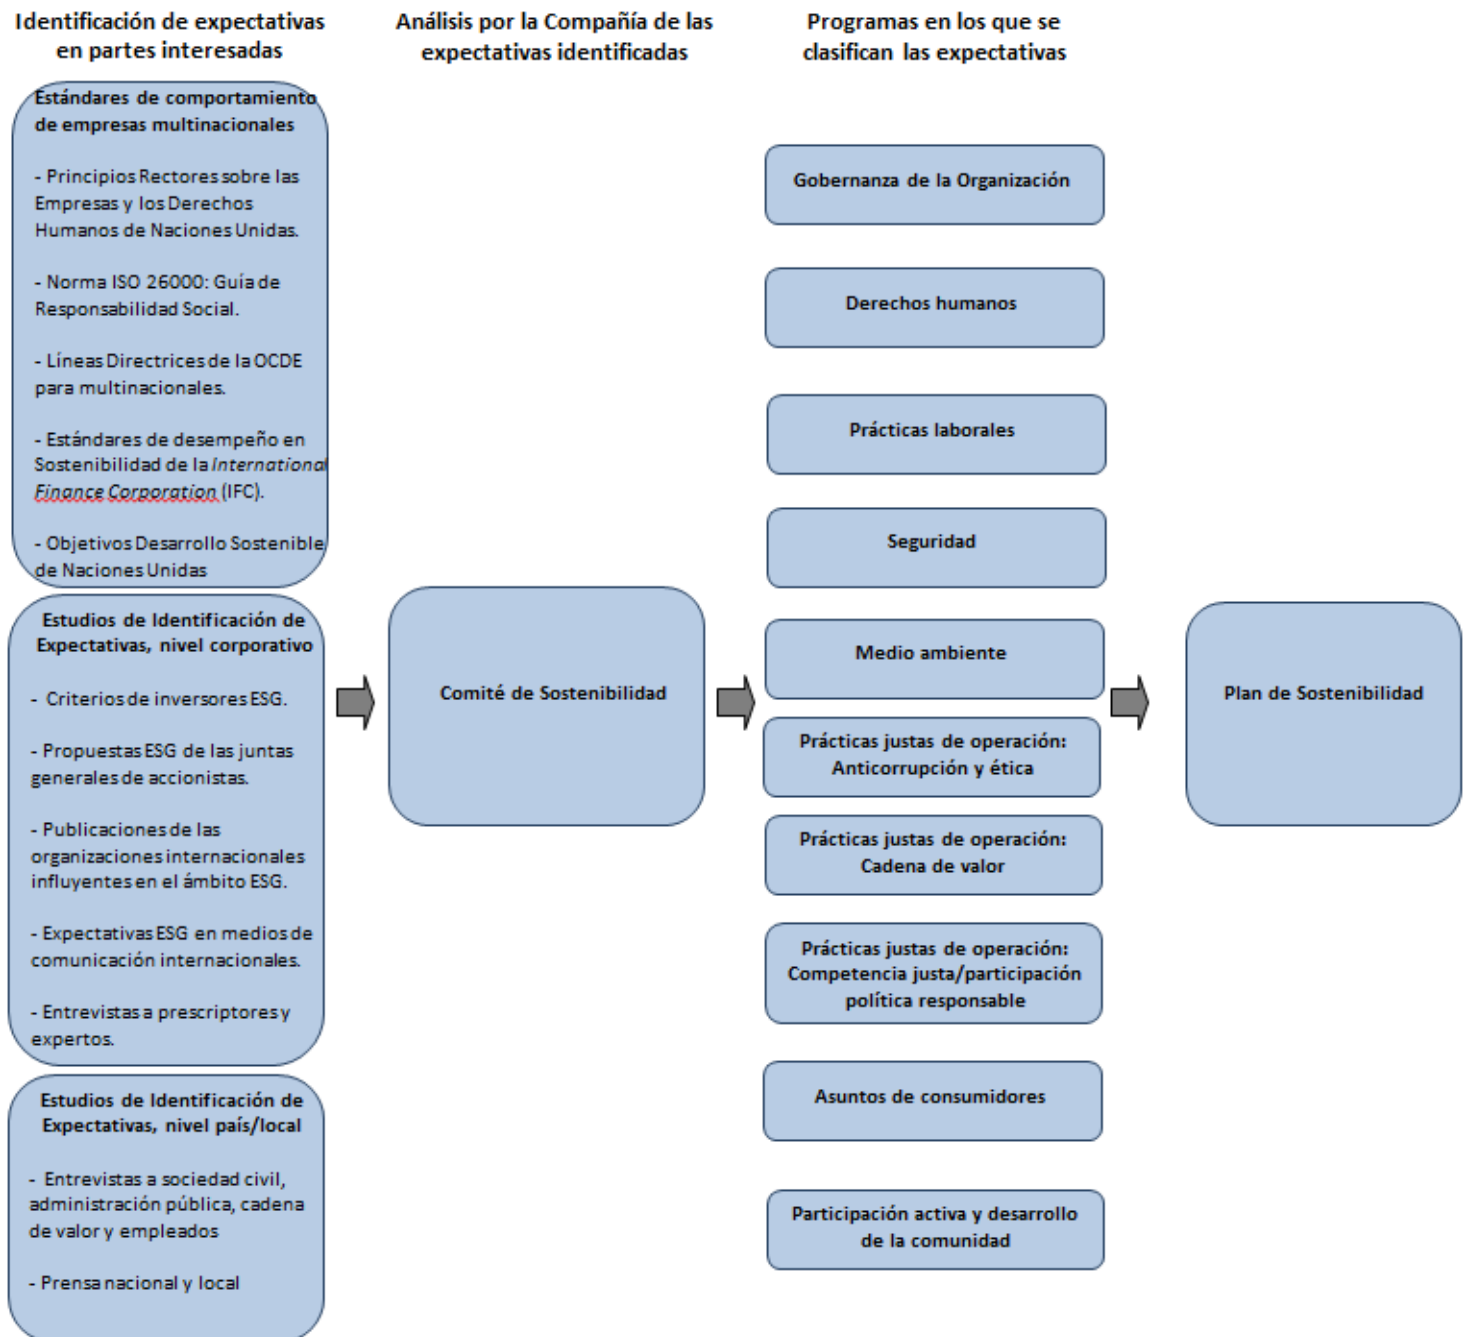 Identificación de expectativas
en partes interesadas
Análisis por la Compañía de las
expectativas identificadas
Programas en los que se
clasifican las expectativas
Estándares de comportamiento
de empresas multinacionales
- Principios Rectores sobre las
Empresas y los Derechos
Humanos de Naciones Unidas.
- Norma ISO 26000: Guía de
Responsabilidad Social.
- Líneas Directrices de la OCDE
para multinacionales.
- Estándares de desempeño en
Sostenibilidad de la International
Finance Corporation (IFC).
- Objetivos Desarrollo Sostenible
de Naciones Unidas
Estudios de Identificación de
Expectativas, nivel corporativo
- Criterios de inversores ESG.
- Propuestas ESG de las juntas
generales de accionistas.
- Publicaciones de las
organizaciones internacionales
influyentes en el ámbito ESG.
- Expectativas ESG en medios de
comunicación internacionales.
- Entrevistas a prescriptores y
expertos.
Estudios de Identificación de
Expectativas, nivel país/local
- Entrevistas a sociedad civil,
administración pública, cadena
de valor y empleados
- Prensa nacional y local
Comité de Sostenibilidad
Gobernanza de la Organización
Derechos humanos
Prácticas laborales
Seguridad
Medio ambiente
Prácticas justas de operación:
Anticorrupción y ética
Prácticas justas de operación:
Cadena de valor
Prácticas justas de operación:
Competencia justa/participación
política responsable
Asuntos de consumidores
Participación activa y desarrollo
de la comunidad
Plan de Sostenibilidad